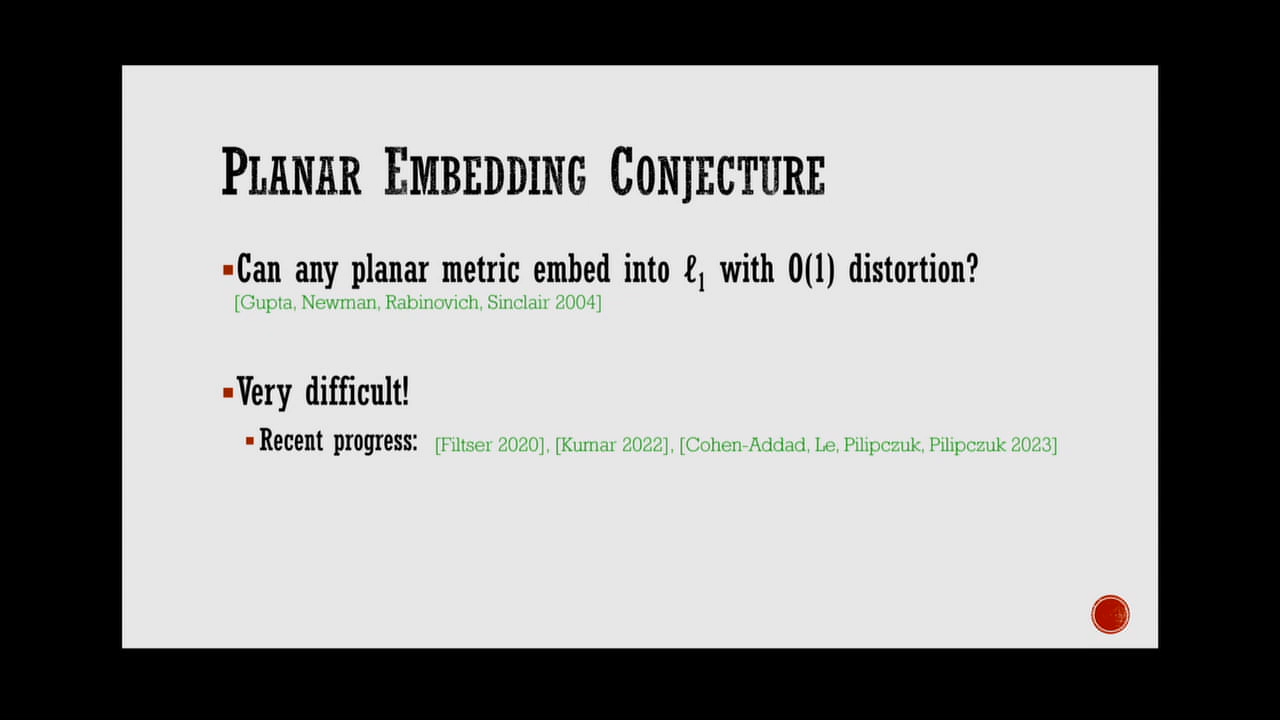 Planar Embedding Conjecture
▪Can any planar metric embed into ℓ₁ with O(1) distortion?
[Gupta, Newman, Rabinovich, Sinclair 2004]
▪Very difficult!
▪Recent progress: [Filtser 2020], [Kumar 2022], [Cohen-Addad, Le, Pilipczuk, Pilipczuk 2023]